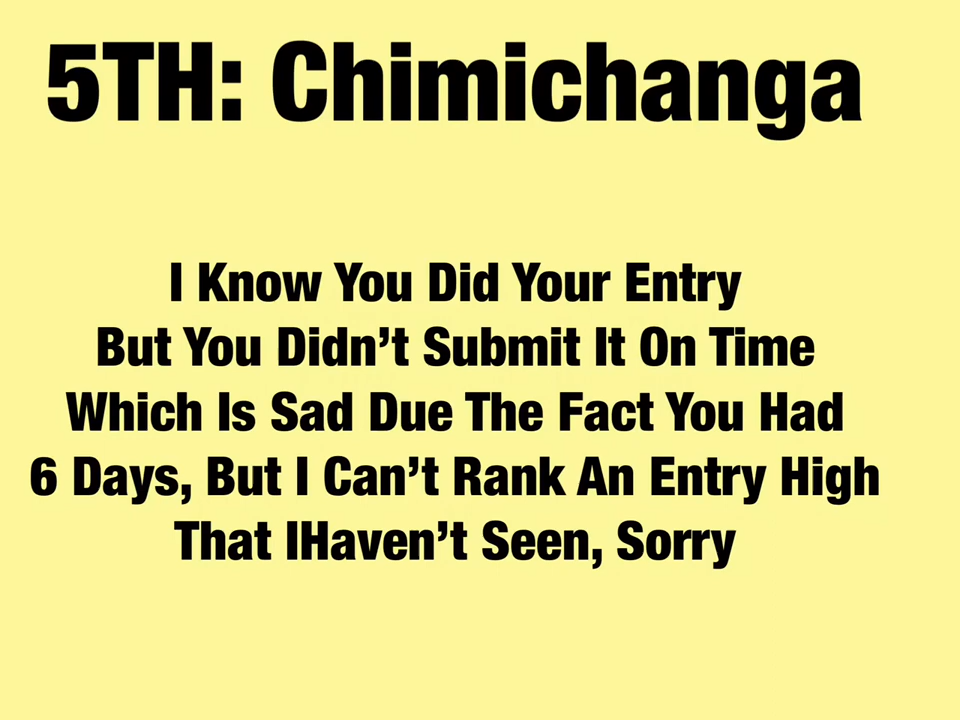 5TH: Chimichanga
I Know You Did Your Entry
But You Didn’t Submit It On Time
Which Is Sad Due The Fact You Had
6 Days, But I Can’t Rank An Entry High
That IHaven’t Seen, Sorry